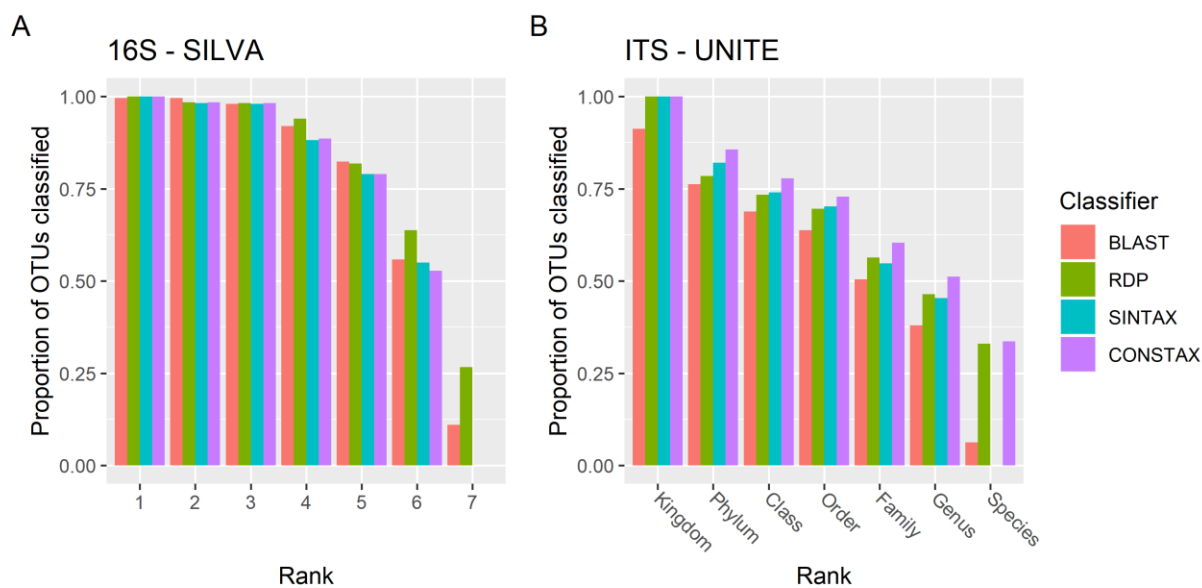 A
16S - SILVA
Proportion of OTUs classified
1.00
0.75
0.50
0.25
0.00
1 2 3 4 5 6 7
Rank
B
ITS - UNITE
Proportion of OTUs classified
1.00
0.75
0.50
0.25
0.00
Kingdom Phylum Class Order Family Genus Species
Rank
Classifier
BLAST
RDP
SINTAX
CONSTAX